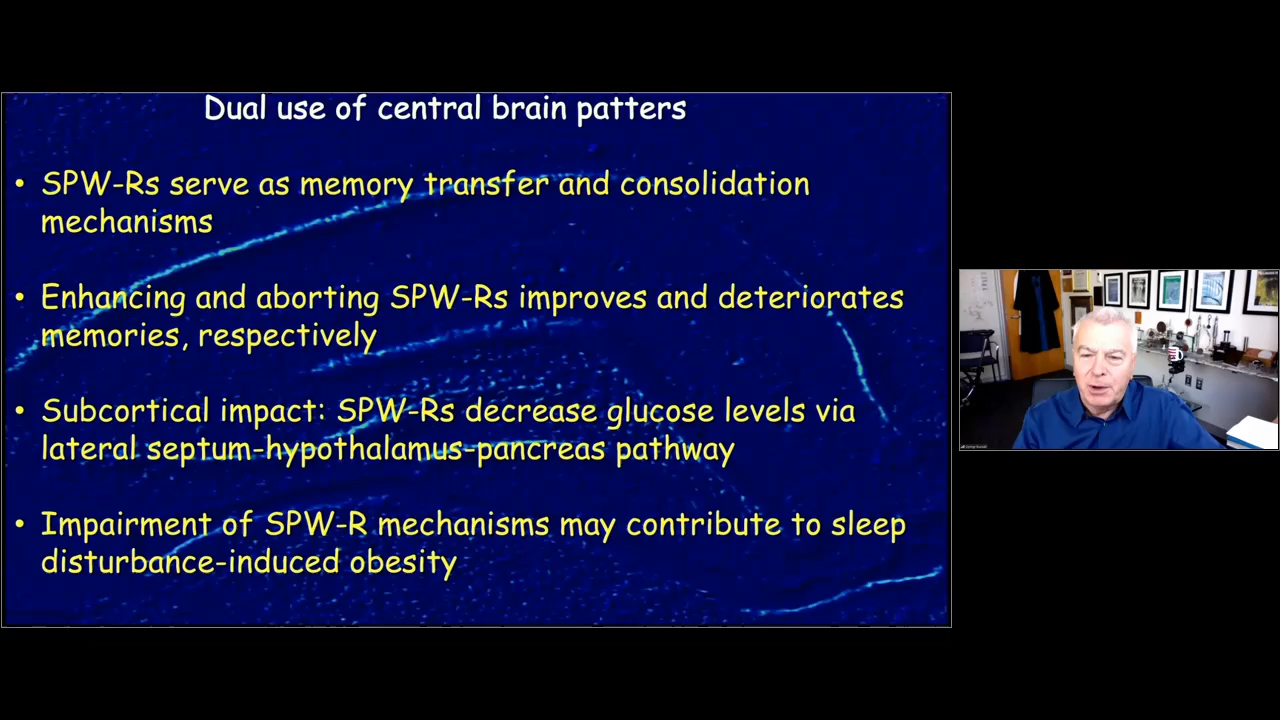 Dual use of central brain patters
• SPW-Rs serve as memory transfer and consolidation
mechanisms
• Enhancing and aborting SPW-Rs improves and deteriorates
memories, respectively
• Subcortical impact: SPW-Rs decrease glucose levels via
lateral septum-hypothalamus-pancreas pathway
• Impairment of SPW-R mechanisms may contribute to sleep
disturbance-induced obesity